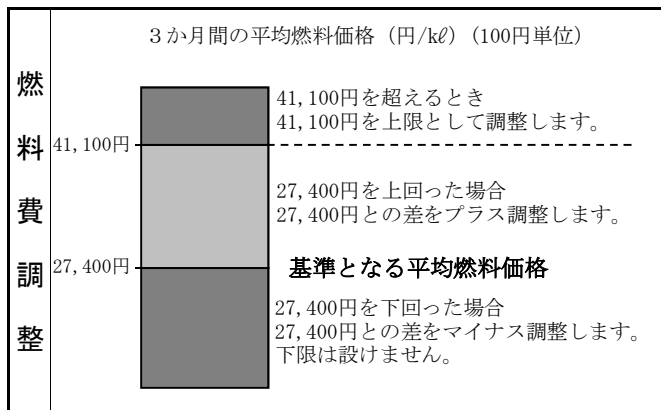 3か月間の平均燃料価格（円/kℓ）（100円単位）
燃料費調整
41,100円を超えるとき
41,100円を上限として調整します。
41,100円
27,400円を上回った場合
27,400円との差をプラス調整します。
27,400円
基準となる平均燃料価格
27,400円を下回った場合
27,400円との差をマイナス調整します。
下限は設けません。